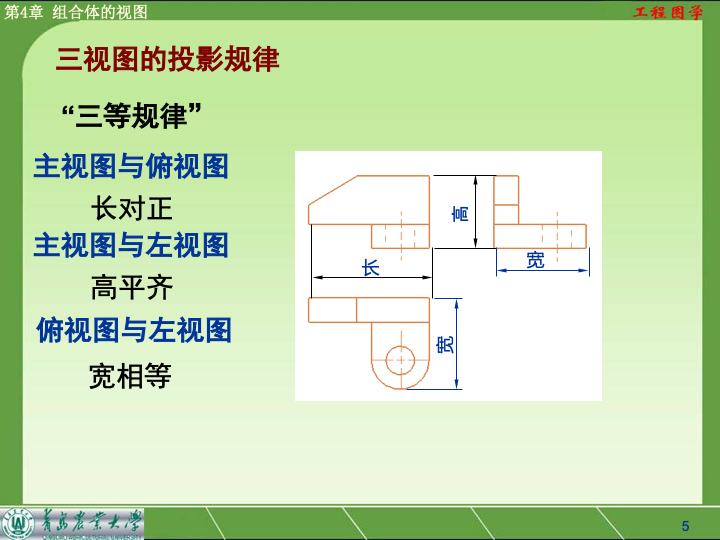 第4章 组合体的视图
工程图学
三视图的投影规律
“三等规律”
主视图与俯视图
长对正
主视图与左视图
高平齐
俯视图与左视图
宽相等
高
宽
长
宽
青岛农业大学
5